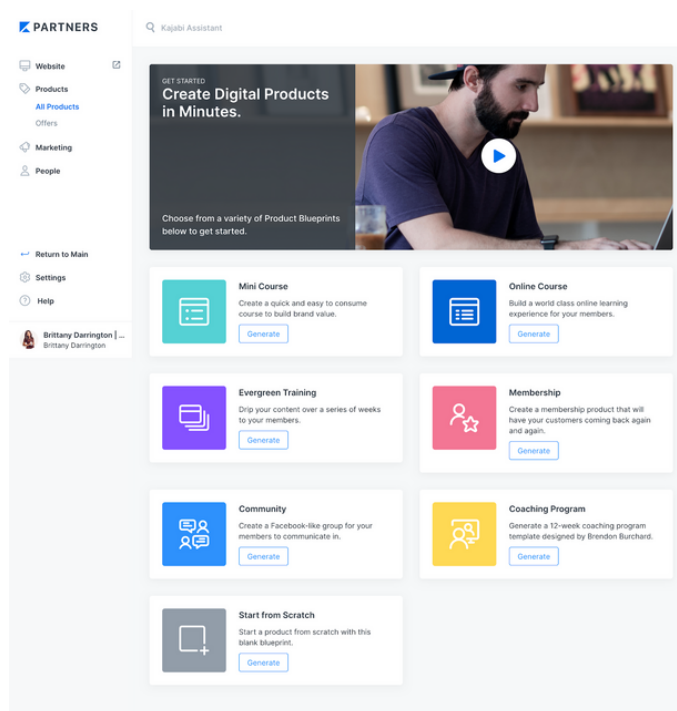 PARTNERS
Kajabi Assistant
Website
Products
All Products
Offers
Marketing
People
Return to Main
Settings
Help
Brittany Darrington | ...
Brittany Darrington
GET STARTED
Create Digital Products
in Minutes.
Choose from a variety of Product Blueprints
below to get started.
Mini Course
Create a quick and easy to consume
course to build brand value.
Generate
Online Course
Build a world class online learning
experience for your members.
Generate
Evergreen Training
Drip your content over a series of weeks
to your members.
Generate
Membership
Create a membership product that will
have your customers coming back again
and again.
Generate
Community
Create a Facebook-like group for your
members to communicate in.
Generate
Coaching Program
Generate a 12-week coaching program
template designed by Brendon Burchard.
Generate
Start from Scratch
Start a product from scratch with this
blank blueprint.
Generate